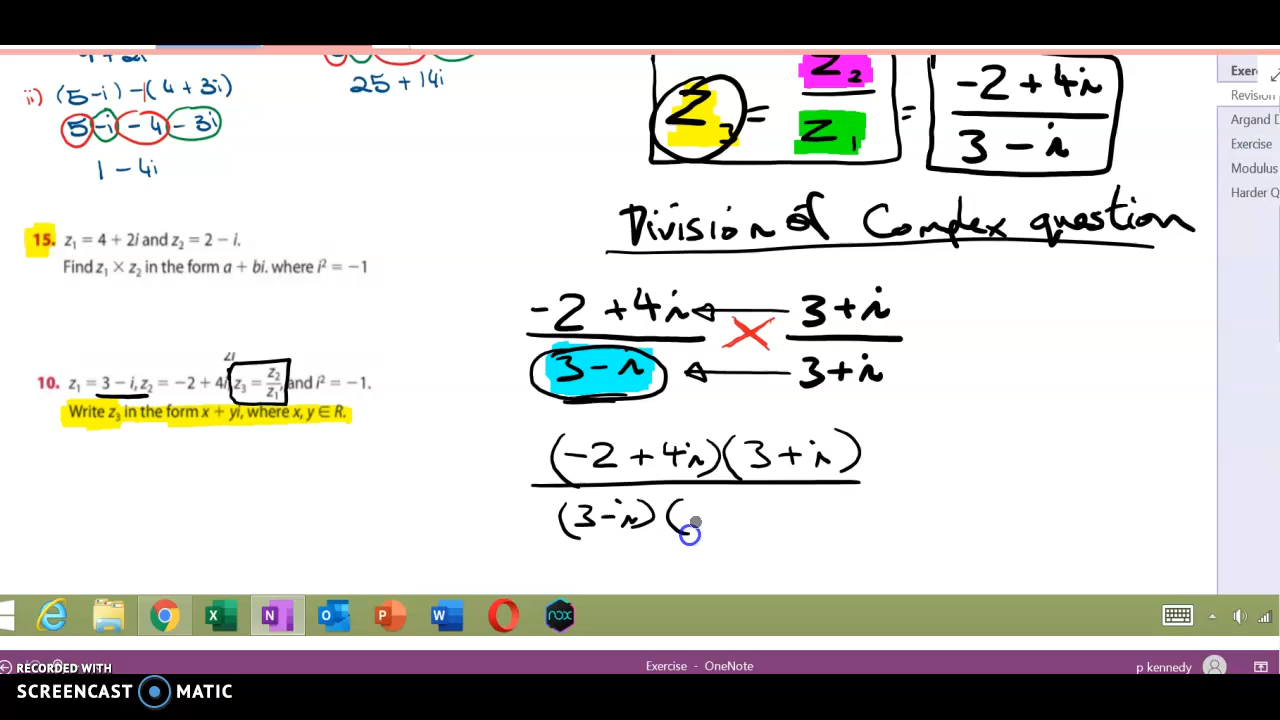 ii) (5-i) -1(4+3i)
5 -i -4 -3i
1 - 4i
25 + 14i
15. z₁ = 4 + 2i and z₂ = 2 − i.
Find z₁ × z₂ in the form a + bi, where i² = −1
10. z₁ = 3 − i, z₂ = −2 + 4i, z₃ = z₂/z₁, and i² = −1.
Write z₃ in the form x + yi, where x, y ∈ R.
Z₃ = Z₂/Z₁ = -2 + 4i
3 - i
Division of Complex question
-2 + 4i 3 + i
3 - i 3 + i
(-2 + 4i)(3 + i)
(3 - i) (
Exer
Revision
Argand D
Exercise
Modulus
Harder Q
nox
RECORDED WITH
SCREENCAST MATIC
Exercise - OneNote
p kennedy